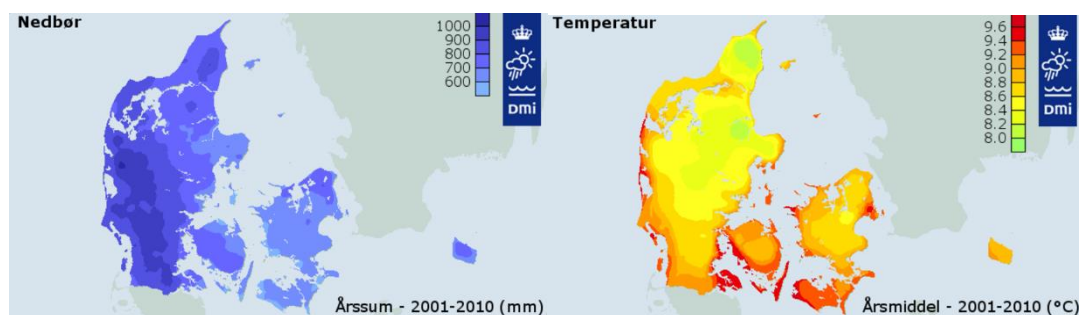 Nedbør
1000
900
800
700
600
DMI
Årssum - 2001-2010 (mm)
Temperatur
9.6
9.4
9.2
9.0
8.8
8.6
8.4
8.2
8.0
DMI
Årsmiddel - 2001-2010 (°C)